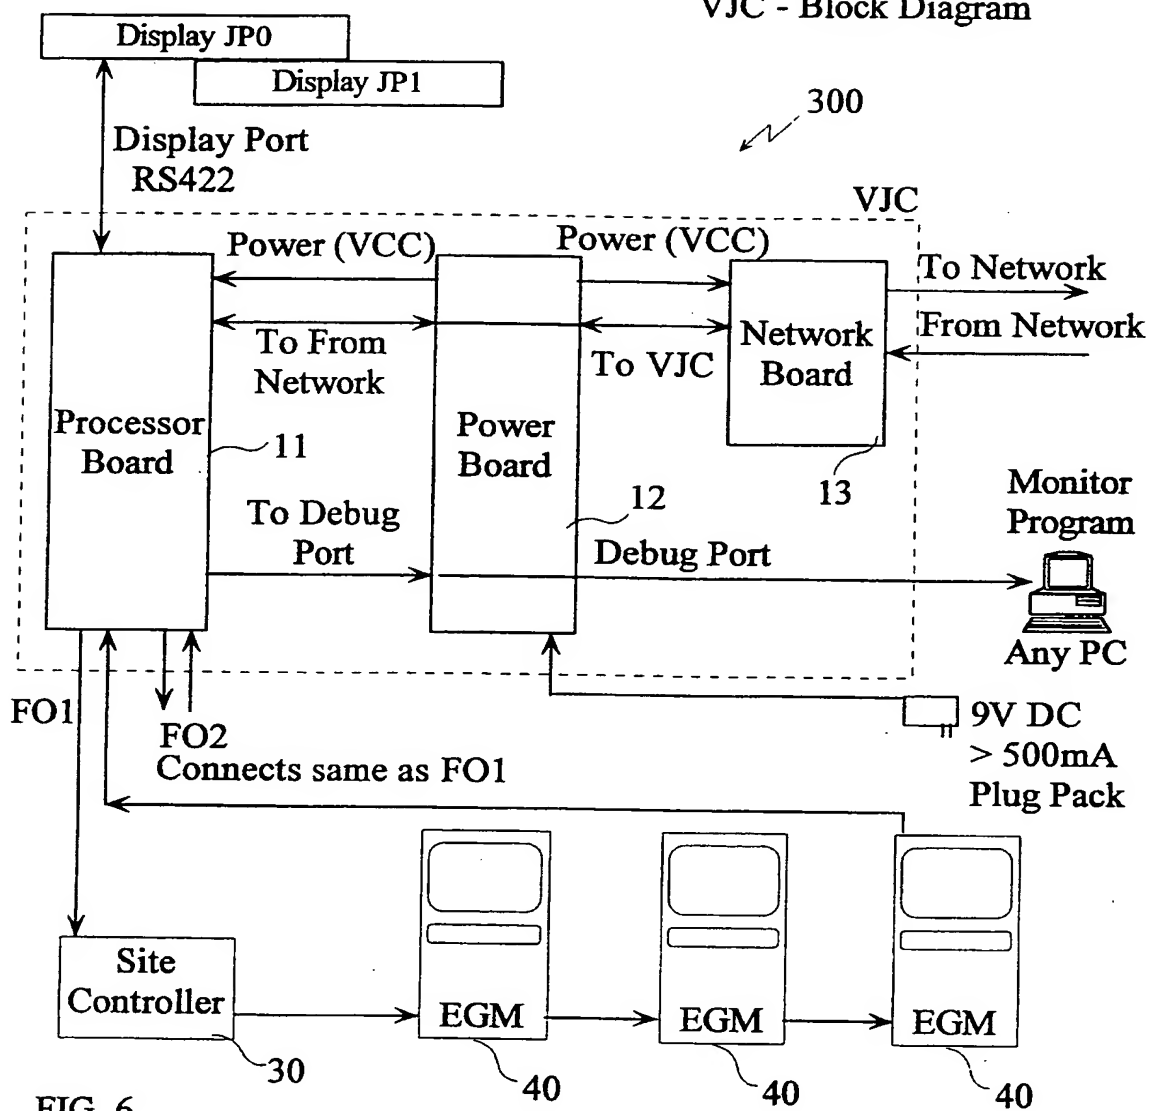 VJC - Block Diagram
Display JP0
Display JP1
300
Display Port
RS422
VJC
Power (VCC)
Power (VCC)
To Network
From Network
To From
Network
To VJC
Network
Board
Processor
Board
11
Power
Board
13
12
Monitor
Program
To Debug
Port
Debug Port
Any PC
FO1
FO2
Connects same as FO1
9V DC
> 500mA
Plug Pack
Site
Controller
EGM
EGM
EGM
30
40
40
40
FIG. 6